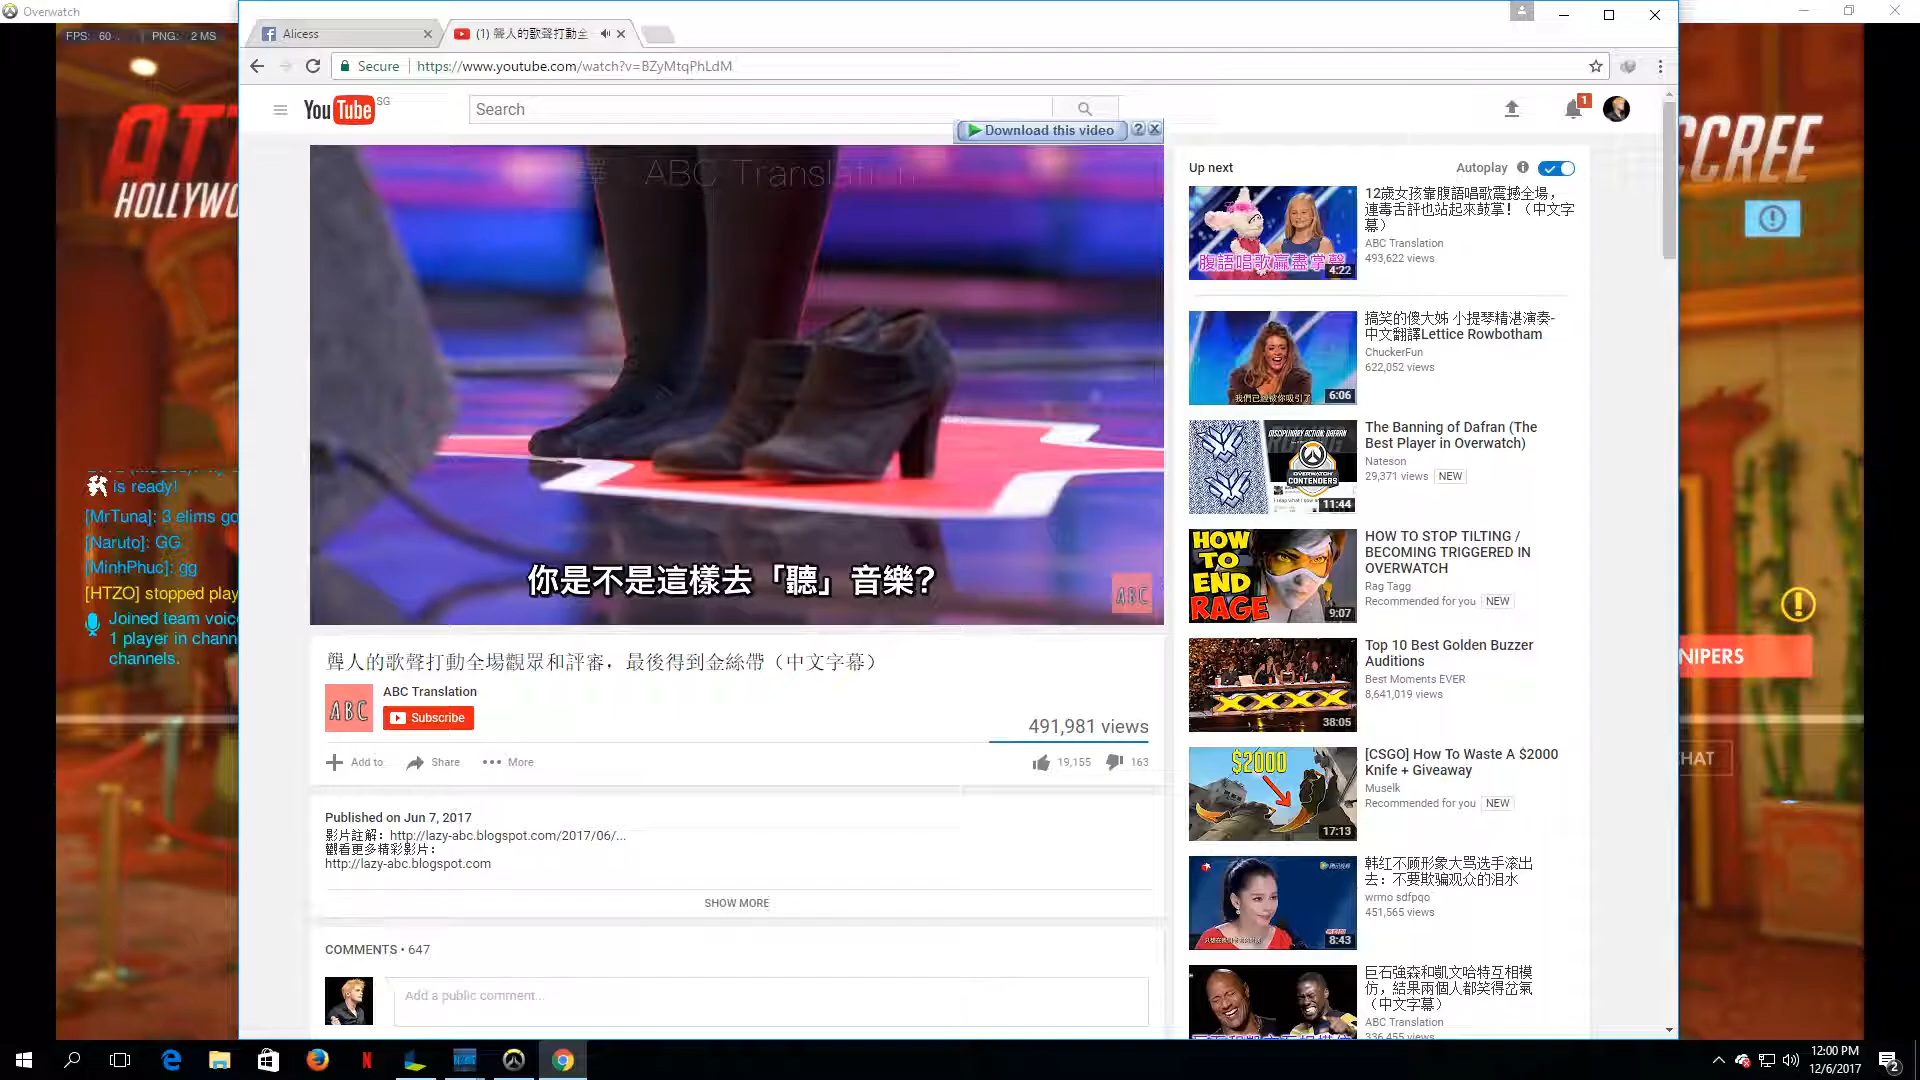 Overwatch
FPS: 60
PNG: 2 MS
Alicess
(1) 聾人的歌聲打動全
Secure
https://www.youtube.com/watch?v=BZyMtqPhLdM
YouTube SG
Search
1
Download this video
HOLLYWO
CCREE
ABC Translation
你是不是這樣去「聽」音樂?
ABC
聾人的歌聲打動全場觀眾和評審，最後得到金絲帶（中文字幕）
ABC
ABC Translation
Subscribe
491,981 views
Add to
Share
More
19,155
163
Published on Jun 7, 2017
影片註解：http://lazy-abc.blogspot.com/2017/06/...
觀看更多精彩影片：
http://lazy-abc.blogspot.com
SHOW MORE
COMMENTS • 647
Add a public comment...
Up next
Autoplay
腹語唱歌贏盡掌聲
4:22
12歲女孩靠腹語唱歌震撼全場，
連毒舌評也站起來鼓掌！（中文字
幕）
ABC Translation
493,622 views
我們已經被你吸引了
6:06
搞笑的傻大姊 小提琴精湛演奏-
中文翻譯Lettice Rowbotham
ChuckerFun
622,052 views
DISCIPLINARY ACTION: DAFRAN
OVERWATCH
CONTENDERS
11:44
The Banning of Dafran (The
Best Player in Overwatch)
Nateson
29,371 views NEW
HOW
TO
END
RAGE
9:07
HOW TO STOP TILTING /
BECOMING TRIGGERED IN
OVERWATCH
Rag Tagg
Recommended for you NEW
XXXX
38:05
Top 10 Best Golden Buzzer
Auditions
Best Moments EVER
8,641,019 views
$2000
17:13
[CSGO] How To Waste A $2000
Knife + Giveaway
Muselk
Recommended for you NEW
8:43
韩红不顾形象大骂选手滚出
去：不要欺骗观众的泪水
wrmo sdfpqo
451,565 views
巨石強森和凱文哈特互相模
仿，結果兩個人都笑得岔氣
（中文字幕）
ABC Translation
336,455 views
is ready!
[MrTuna]: 3 elims go
[Naruto]: GG
[MinhPhuc]: gg
[HTZO] stopped play
Joined team voic
1 player in chann
channels.
NIPERS
HAT
12:00 PM
12/6/2017
2